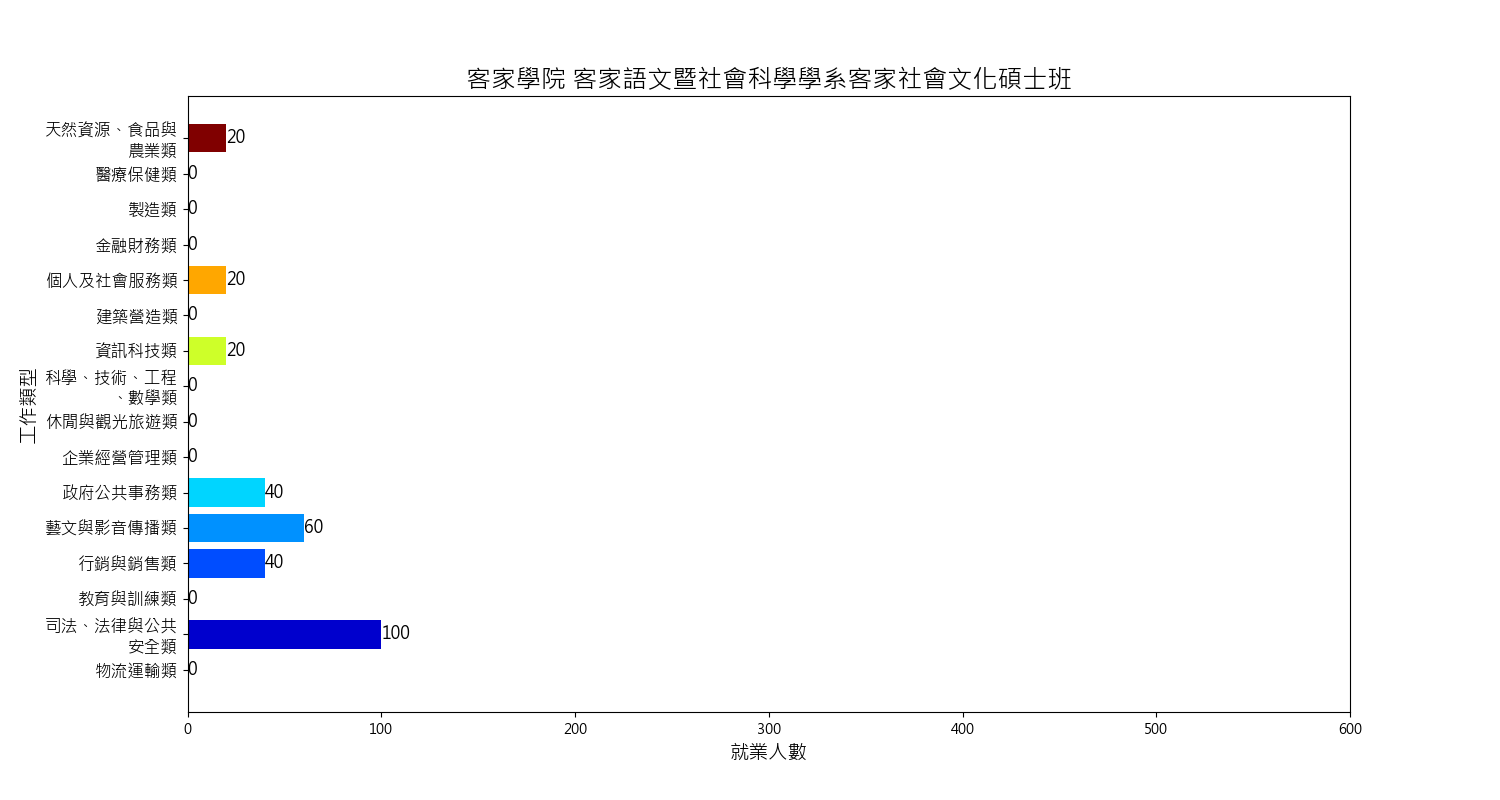 客家學院 客家語文暨社會科學學系客家社會文化碩士班
工作類型
天然資源、食品與
農業類
20
醫療保健類
0
製造類
0
金融財務類
0
個人及社會服務類
20
建築營造類
0
資訊科技類
20
科學、技術、工程
、數學類
0
休閒與觀光旅遊類
0
企業經營管理類
0
政府公共事務類
40
藝文與影音傳播類
60
行銷與銷售類
40
教育與訓練類
0
司法、法律與公共
安全類
100
物流運輸類
0
0 100 200 300 400 500 600
就業人數